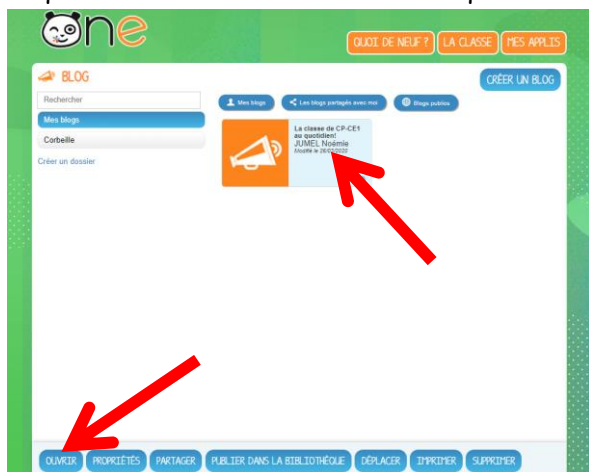 One
QUOI DE NEUF ? LA CLASSE MES APPLIS
BLOG
CRÉER UN BLOG
Rechercher
Mes blogs Les blogs partagés avec moi Blogs publics
Mes blogs
Corbeille
Créer un dossier
La classe de CP-CE1
au quotidien!
JUMEL Noémie
OUVRIR PROPRIÉTÉS PARTAGER PUBLIER DANS LA BIBLIOTHÈQUE DÉPLACER IMPRIMER SUPPRIMER